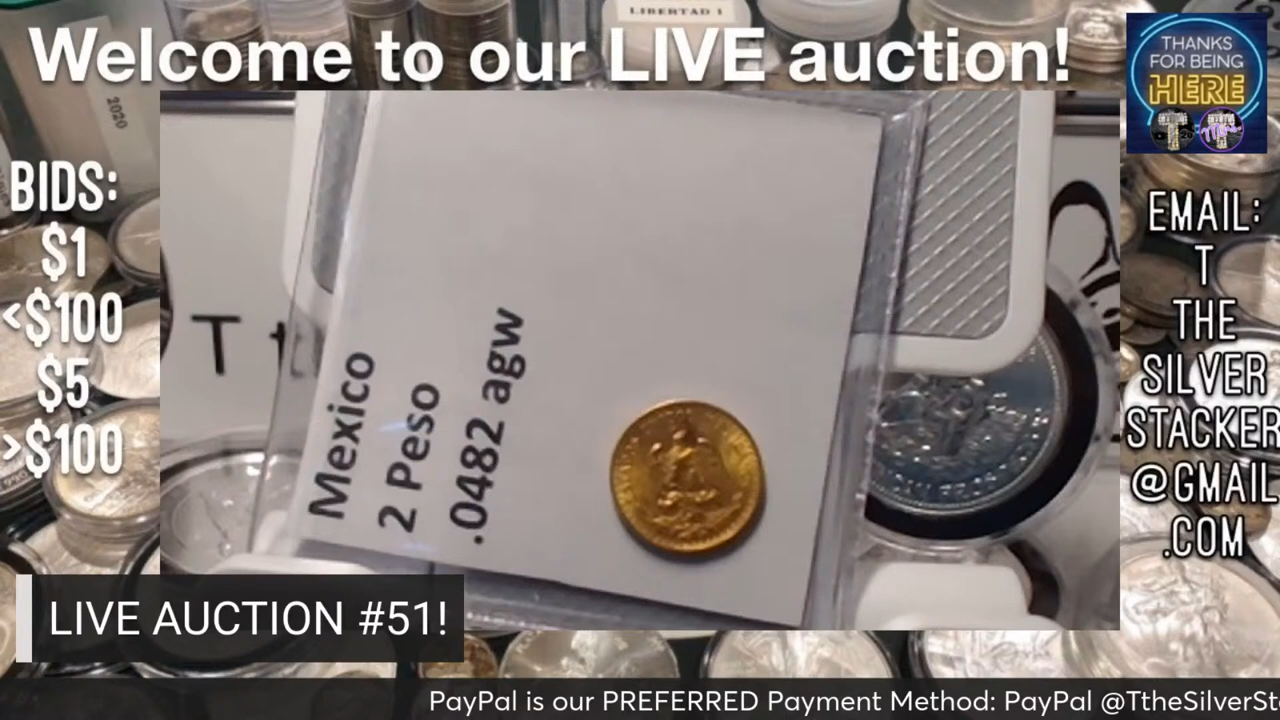 LIBERTAD 1
Welcome to our LIVE auction!
THANKS
FOR BEING
HERE
2020
BIDS:
$1
<$100
$5
>$100
EMAIL:
T
THE
SILVER
STACKER
@GMAIL
.COM
T t
Mexico
2 Peso
.0482 agw
LIVE AUCTION #51!
PayPal is our PREFERRED Payment Method: PayPal @TtheSilverSt